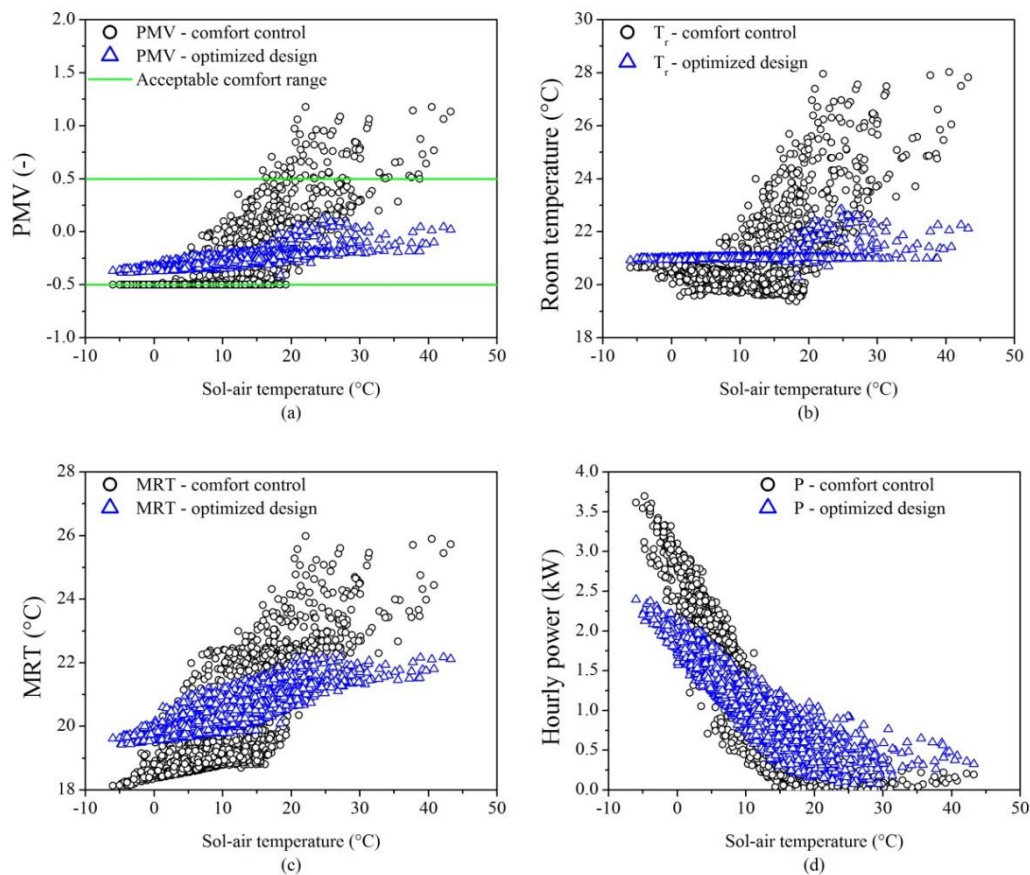 2.0
1.5
1.0
0.5
0.0
-0.5
-1.0
PMV (-)
PMV - comfort control
PMV - optimized design
Acceptable comfort range
-10 0 10 20 30 40 50
Sol-air temperature (°C)
(a)
30
28
26
24
22
20
18
Room temperature (°C)
Tr - comfort control
Tr - optimized design
-10 0 10 20 30 40 50
Sol-air temperature (°C)
(b)
28
26
24
22
20
18
MRT (°C)
MRT - comfort control
MRT - optimized design
-10 0 10 20 30 40 50
Sol-air temperature (°C)
(c)
4.0
3.5
3.0
2.5
2.0
1.5
1.0
0.5
0.0
Hourly power (kW)
P - comfort control
P - optimized design
-10 0 10 20 30 40 50
Sol-air temperature (°C)
(d)